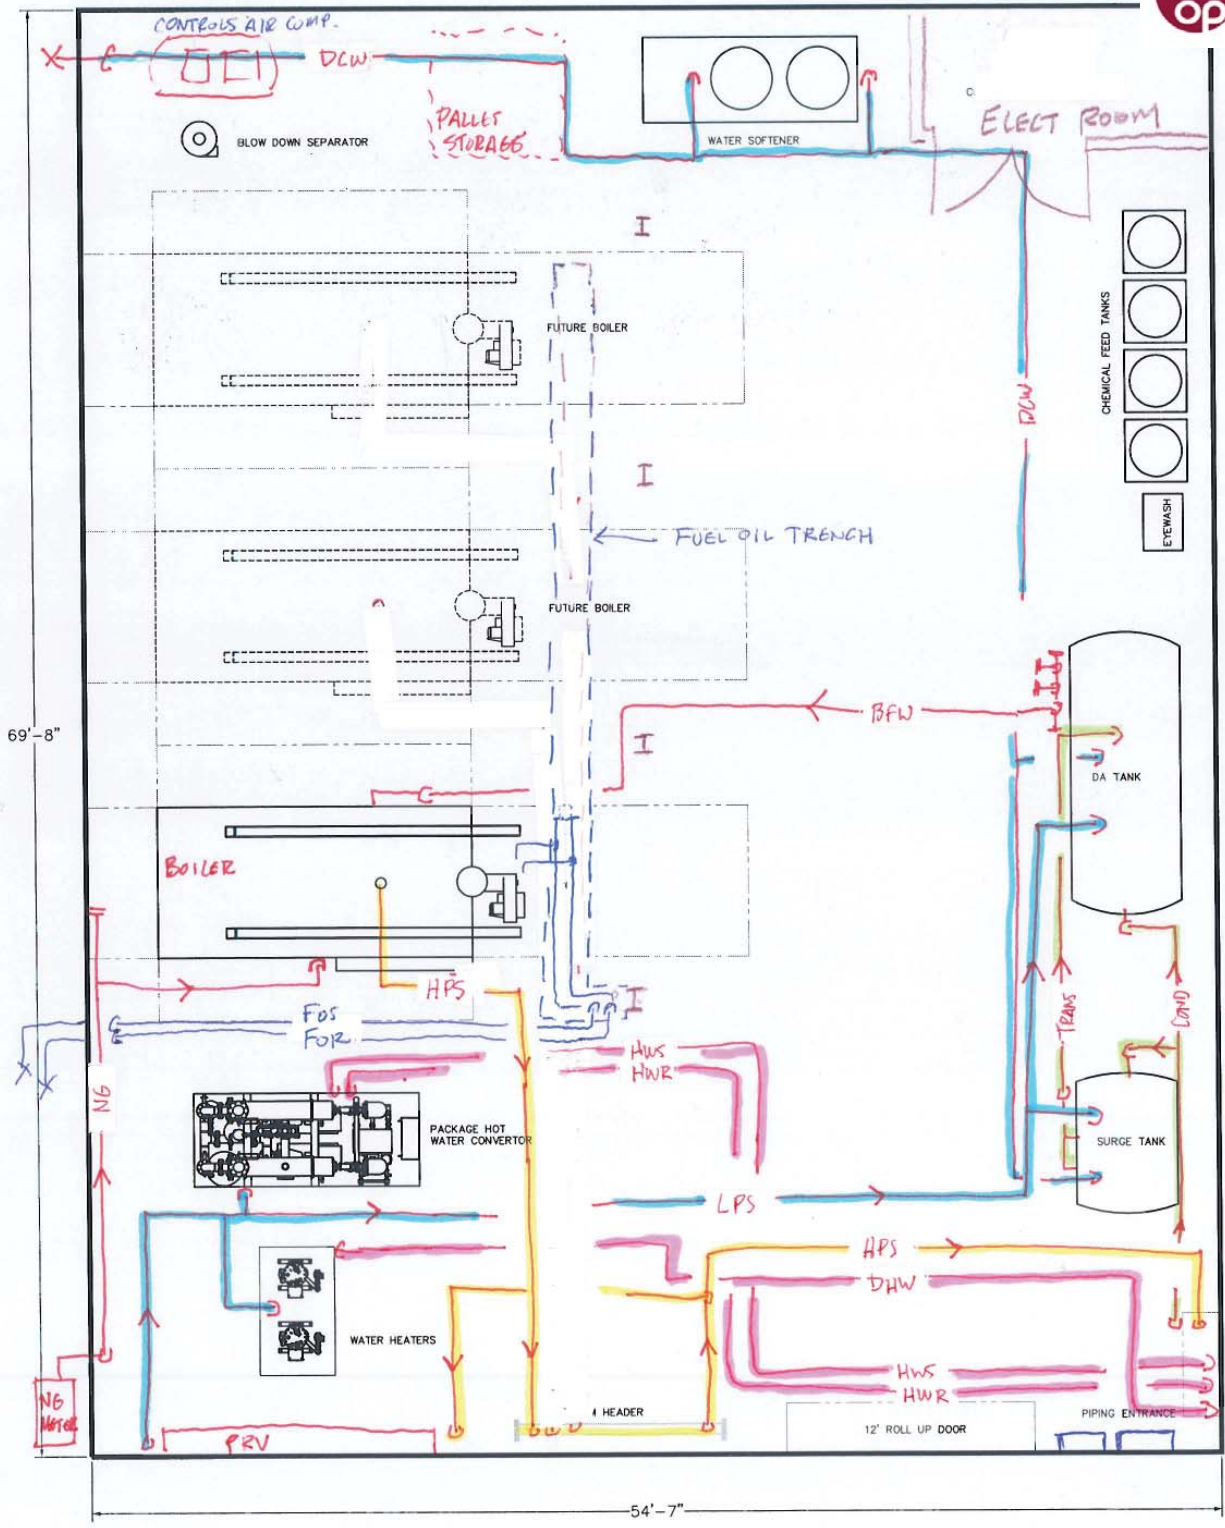 op
CONTROLS AIR COMP.
DCW
PALLET
STORAGE
BLOW DOWN SEPARATOR
WATER SOFTENER
C
ELECT ROOM
I
FUTURE BOILER
CHEMICAL FEED TANKS
DCW
I
FUEL OIL TRENCH
EYEWASH
FUTURE BOILER
69'-8"
BFW
I
DA TANK
BOILER
HPS
I
FOS
FOR
TRANS
COND
NG
HWS
HWR
PACKAGE HOT
WATER CONVERTOR
SURGE TANK
LPS
HPS
DHW
WATER HEATERS
HWS
HWR
NG
METER
PRV
HEADER
12' ROLL UP DOOR
PIPING ENTRANCE
54'-7"